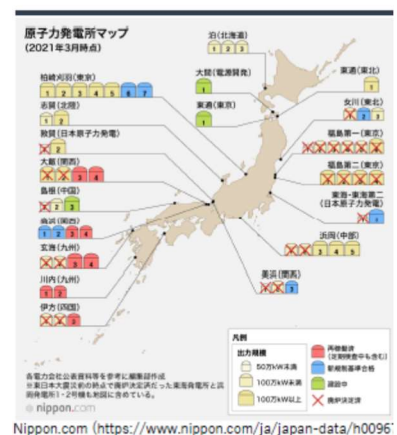 原子力発電所マップ
(2021年3月時点)
泊(北海道)
1 2 3
柏崎刈羽(東京)
1 2 3 4 5 6 7
大間(電源開発)
1
東通(東北)
1
志賀(北陸)
1 2
東通(東京)
1
女川(東北)
1 2 3
敦賀(日本原子力発電)
1 2
福島第一(東京)
大飯(関西)
1 2 3 4
福島第二(東京)
島根(中国)
1 2 3
東海・東海第二
(日本原子力発電)
高浜(関西)
1 2 3 4
浜岡(中部)
1 2 3 4 5
玄海(九州)
1 2 3 4
美浜(関西)
1 2 3
川内(九州)
1 2
伊方(四国)
1 2 3
凡例
出力規模
50万kW未満
100万kW未満
100万kW以上
再稼働済
(定期検査中も含む)
新規制基準合格
建設中
廃炉決定済
各電力会社公表資料等を参考に編集部作成
※東日本大震災前の時点で廃炉決定済だった東海発電所と浜
岡発電所1・2号機も地図に含めている。
nippon.com
Nippon.com (https://www.nippon.com/ja/japan-data/h00967